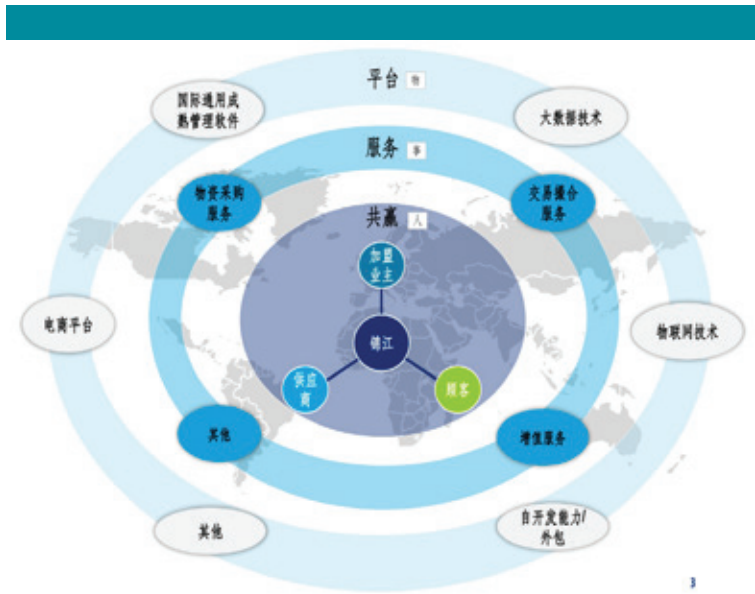 平台 物
国际通用成
熟管理软件
大数据技术
服务 事
物资采购
服务
交易撮合
服务
共赢 人
加盟
业主
电商平台
锦江
物联网技术
供应
商
顾客
其他
增值服务
其他
自开发能力/
外包
3